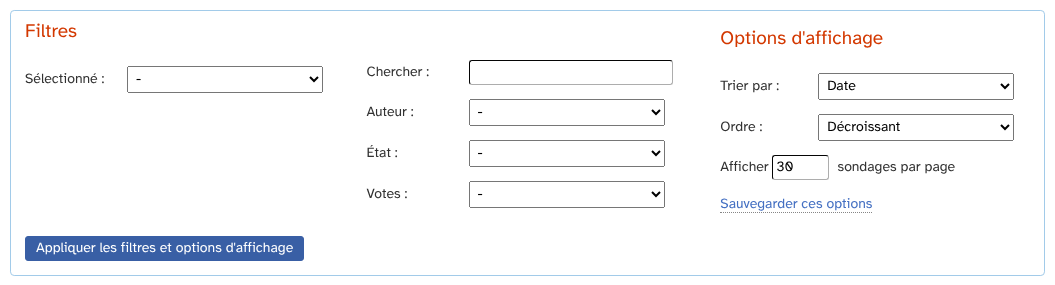 Filtres
Sélectionné :
-
Chercher :
Auteur :
-
État :
-
Votes :
-
Options d'affichage
Trier par :
Date
Ordre :
Décroissant
Afficher 30 sondages par page
Sauvegarder ces options
Appliquer les filtres et options d'affichage